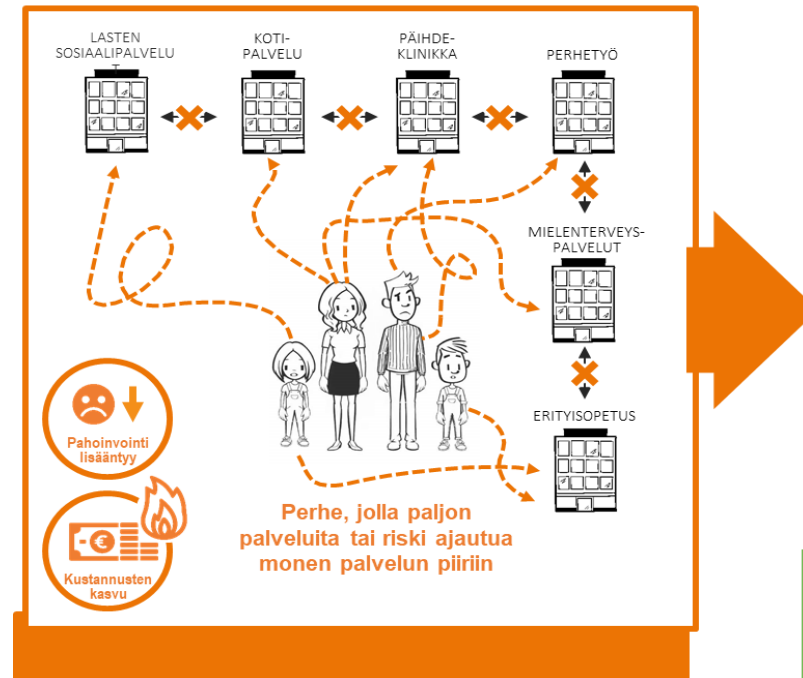 LASTEN
SOSIAALIPALVELU
T
KOTI-
PALVELU
PÄIHDE-
KLINIKKA
PERHETYÖ
MIELENTERVEYS-
PALVELUT
ERITYISOPETUS
Pahoinvointi
lisääntyy
€
Kustannusten
kasvu
Perhe, jolla paljon
palveluita tai riski ajautua
monen palvelun piiriin